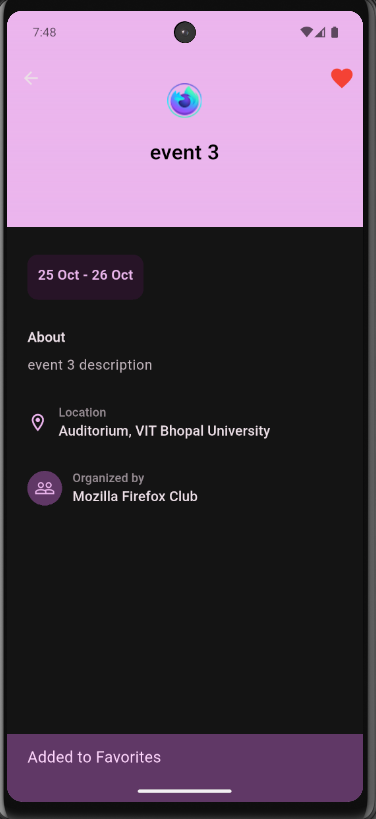 7:48
event 3
25 Oct - 26 Oct
About
event 3 description
Location
Auditorium, VIT Bhopal University
Organized by
Mozilla Firefox Club
Added to Favorites